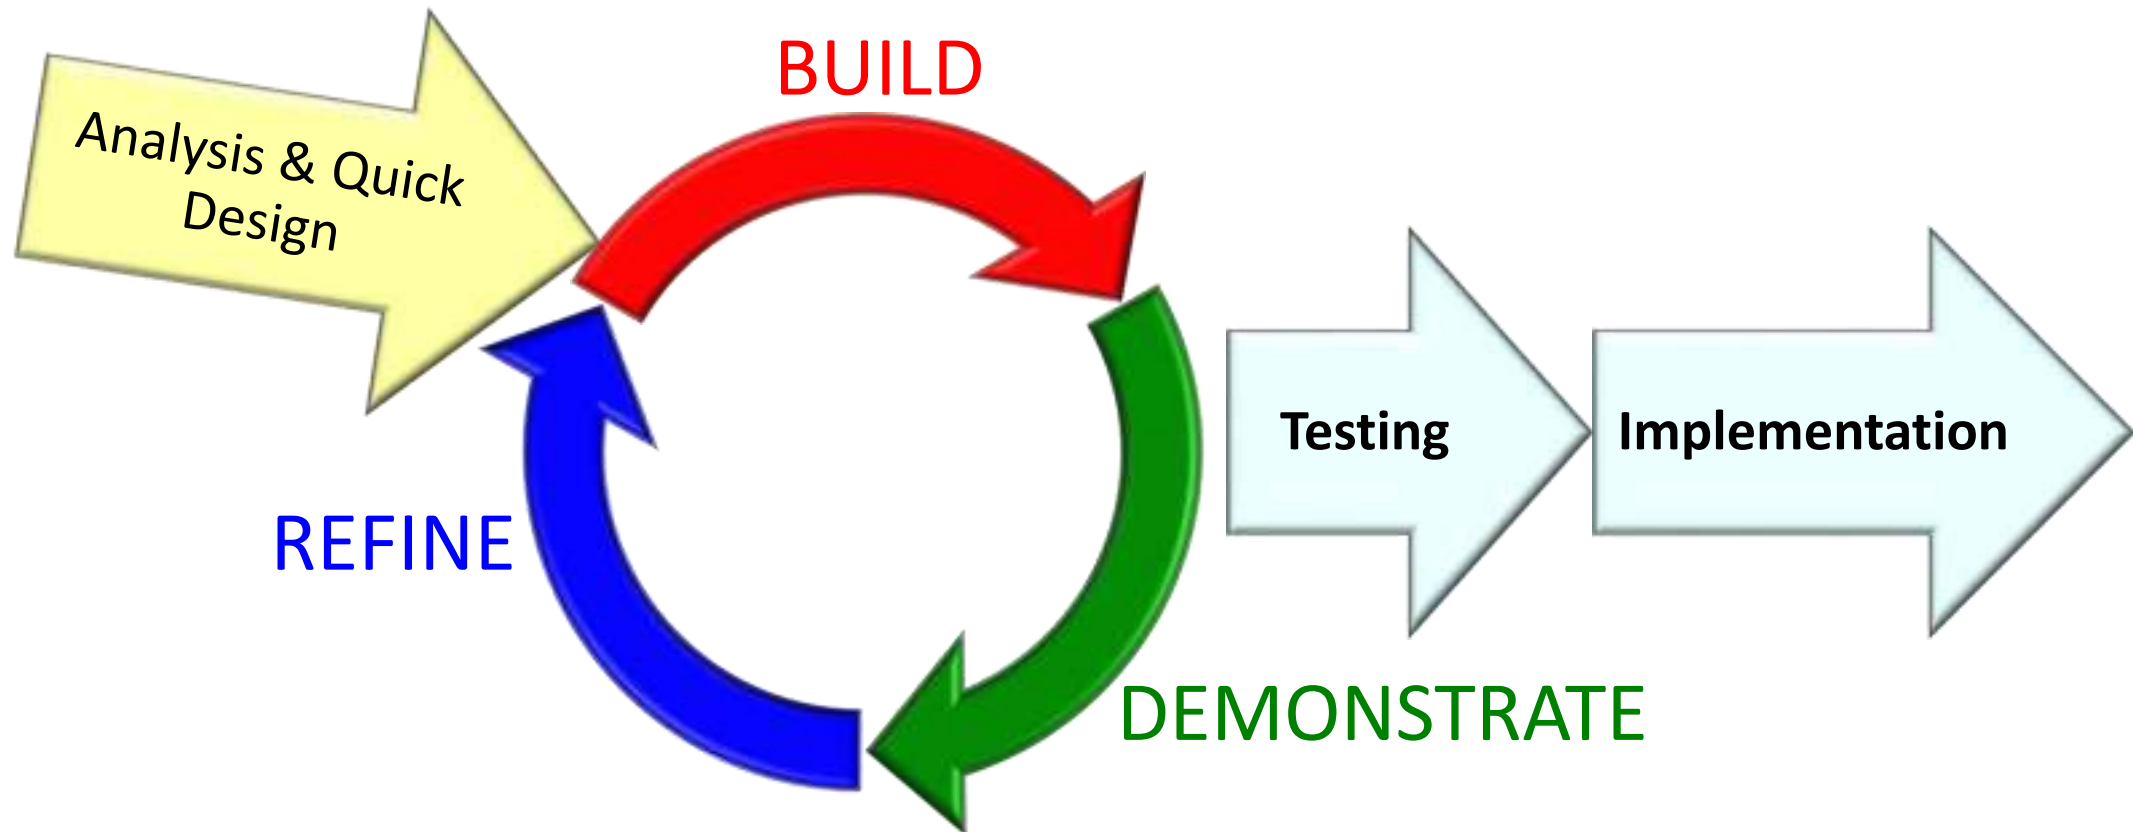 BUILD
Analysis & Quick
Design
Testing
Implementation
REFINE
DEMONSTRATE